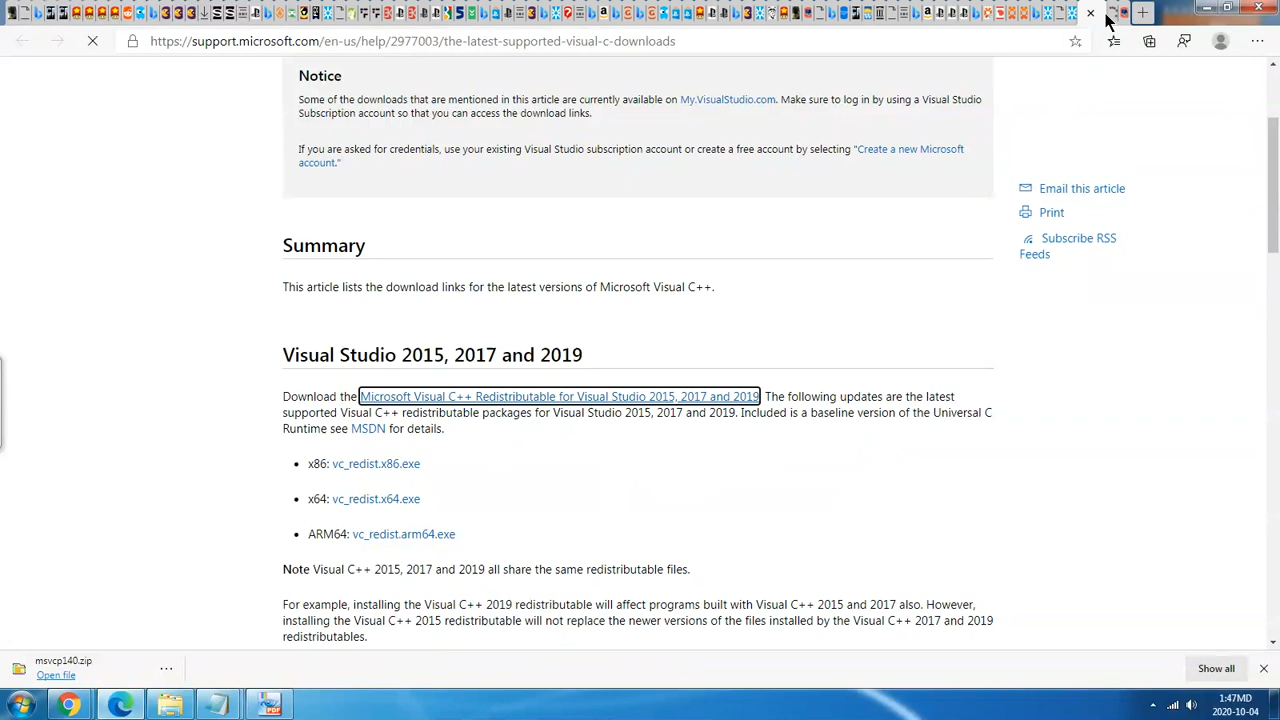 https://support.microsoft.com/en-us/help/2977003/the-latest-supported-visual-c-downloads
Notice
Some of the downloads that are mentioned in this article are currently available on My.VisualStudio.com. Make sure to log in by using a Visual Studio
Subscription account so that you can access the download links.
If you are asked for credentials, use your existing Visual Studio subscription account or create a free account by selecting "Create a new Microsoft
account."
Email this article
Print
Subscribe RSS
Feeds
Summary
This article lists the download links for the latest versions of Microsoft Visual C++.
Visual Studio 2015, 2017 and 2019
Download the Microsoft Visual C++ Redistributable for Visual Studio 2015, 2017 and 2019. The following updates are the latest
supported Visual C++ redistributable packages for Visual Studio 2015, 2017 and 2019. Included is a baseline version of the Universal C
Runtime see MSDN for details.
• x86: vc_redist.x86.exe
• x64: vc_redist.x64.exe
• ARM64: vc_redist.arm64.exe
Note Visual C++ 2015, 2017 and 2019 all share the same redistributable files.
For example, installing the Visual C++ 2019 redistributable will affect programs built with Visual C++ 2015 and 2017 also. However,
installing the Visual C++ 2015 redistributable will not replace the newer versions of the files installed by the Visual C++ 2017 and 2019
redistributables.
msvcp140.zip
Open file
Show all
1:47MD
2020-10-04